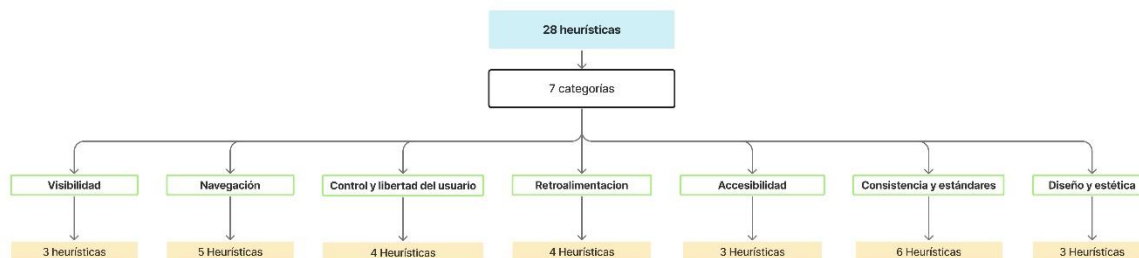 28 heurísticas
7 categorías
Visibilidad
Navegación
Control y libertad del usuario
Retroalimentacion
Accesibilidad
Consistencia y estándares
Diseño y estética
3 heurísticas
5 Heurísticas
4 Heurísticas
4 Heurísticas
3 Heurísticas
6 Heurísticas
3 Heurísticas